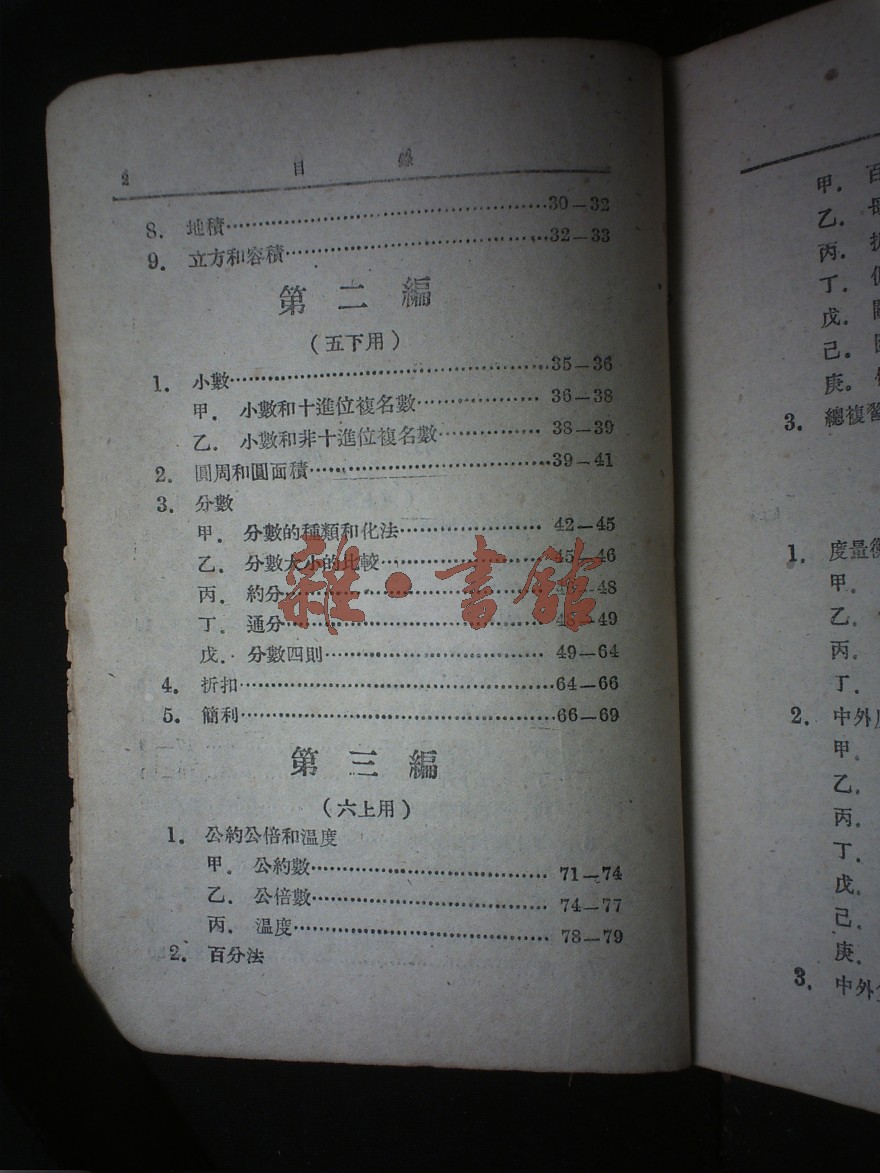 2 目錄
8. 地積……30—32
9. 立方和容積……32—33
第二編
(五下用)
1. 小數……35—36
甲. 小數和十進位複名數……36—38
乙. 小數和非十進位複名數……38—39
2. 圓周和圓面積……39—41
3. 分數
甲. 分數的種類和化法……42—45
乙. 分數大小的比較……45—46
丙. 約分……—48
丁. 通分……48—49
戊. 分數四則……49—64
4. 折扣……64—66
5. 簡利……66—69
第三編
(六上用)
1. 公約公倍和溫度
甲. 公約數……71—74
乙. 公倍數……74—77
丙. 溫度……78—79
2. 百分法
雜·書館
甲. 百
乙.
丙.
丁.
戊.
己.
庚.
3. 總複習
1. 度量衡
甲.
乙.
丙.
丁.
2. 中外
甲.
乙.
丙.
丁.
戊.
己.
庚.
3. 中外